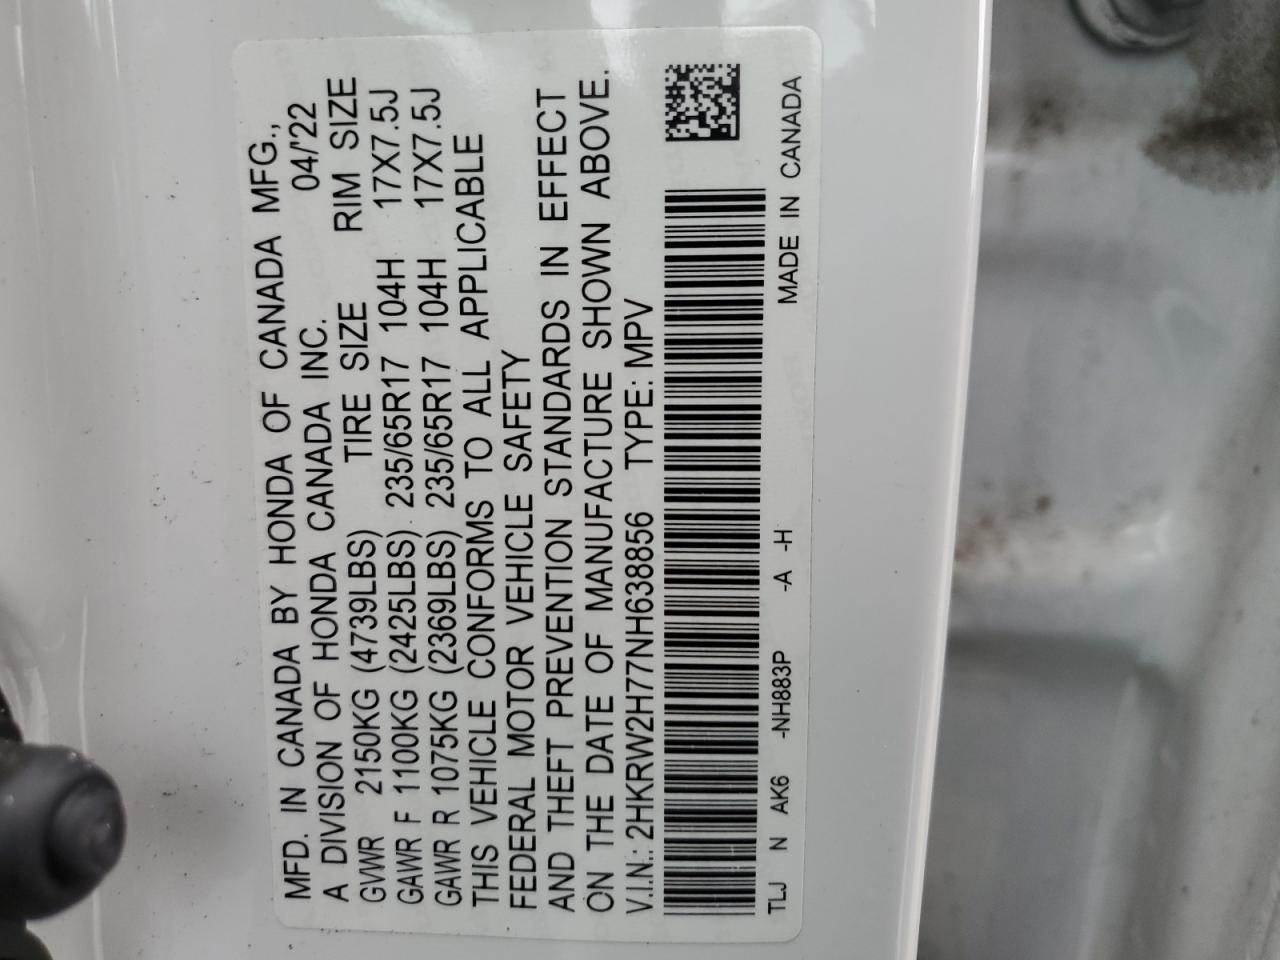 MFD. IN CANADA BY HONDA OF CANADA MFG.,
A DIVISION OF HONDA CANADA INC. 04/'22
GVWR 2150KG (4739LBS) TIRE SIZE RIM SIZE
GAWR F 1100KG (2425LBS) 235/65R17 104H 17X7.5J
GAWR R 1075KG (2369LBS) 235/65R17 104H 17X7.5J
THIS VEHICLE CONFORMS TO ALL APPLICABLE
FEDERAL MOTOR VEHICLE SAFETY
AND THEFT PREVENTION STANDARDS IN EFFECT
ON THE DATE OF MANUFACTURE SHOWN ABOVE.
V.I.N.: 2HKRW2H77NH638856 TYPE: MPV
TLJ N AK6 -NH883P -A -H MADE IN CANADA